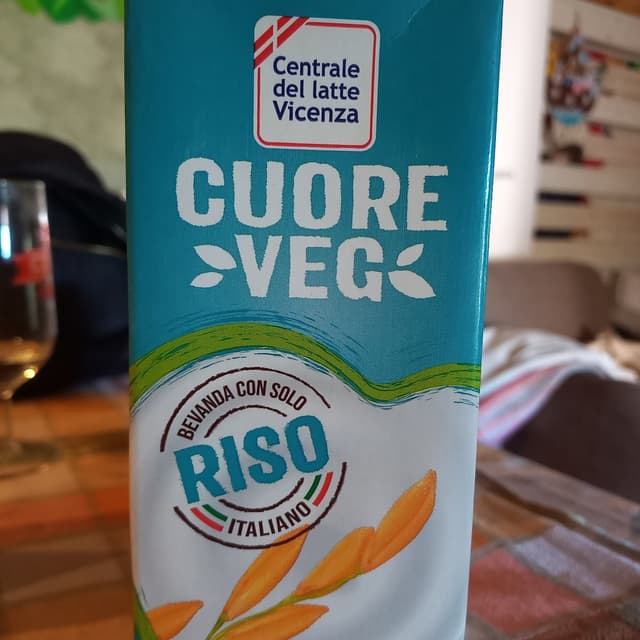 Centrale
del latte
Vicenza
CUORE
VEG
BEVANDA CON SOLO
RISO
ITALIANO